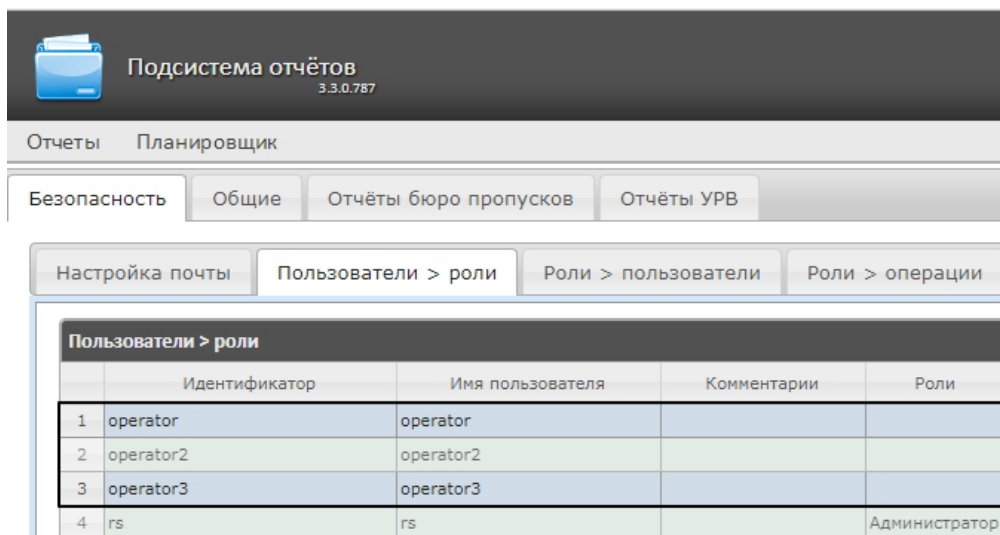 Подсистема отчётов
3.3.0.787
Отчеты Планировщик
Безопасность Общие Отчёты бюро пропусков Отчёты УРВ
Настройка почты Пользователи > роли Роли > пользователи Роли > операции
Пользователи > роли
Идентификатор Имя пользователя Комментарии Роли
1 operator operator
2 operator2 operator2
3 operator3 operator3
4 rs rs Администратор